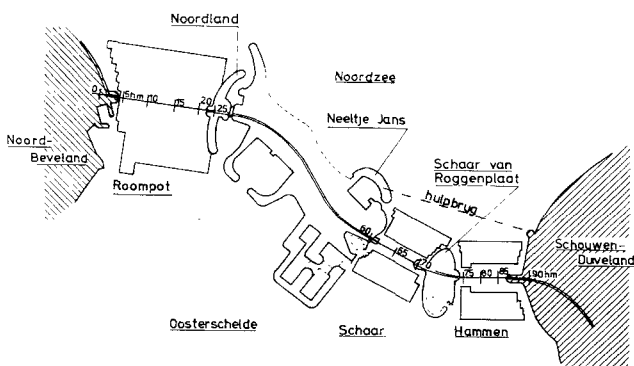 Noordland
Noordzee
Neeltje Jans
Schaar van
Roggenplaat
hulpbrug
0 5hm 10 15 20 25
Noord-
Beveland
Roompot
Schouwen-
Duveland
60 65 70 75 80 85 90hm
Oosterschelde
Schaar
Hammen